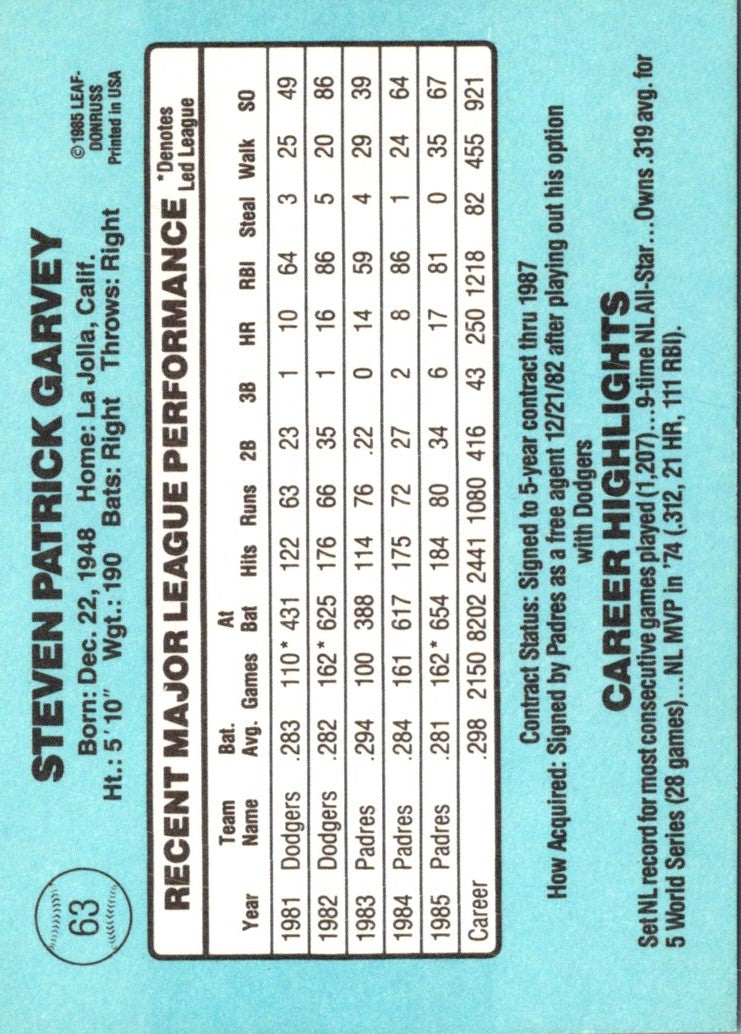 63
STEVEN PATRICK GARVEY
Born: Dec. 22, 1948 Home: La Jolla, Calif.
Ht.: 5'10" Wgt.: 190 Bats: Right Throws: Right
© 1985 LEAF-
DONRUSS
Printed in USA
RECENT MAJOR LEAGUE PERFORMANCE
*Denotes
Led League
Year Team Name Bat. Avg. Games At Bat Hits Runs 2B 3B HR RBI Steal Walk SO
1981 Dodgers .283 110* 431 122 63 23 1 10 64 3 25 49
1982 Dodgers .282 162* 625 176 66 35 1 16 86 5 20 86
1983 Padres .294 100 388 114 76 .22 0 14 59 4 29 39
1984 Padres .284 161 617 175 72 27 2 8 86 1 24 64
1985 Padres .281 162* 654 184 80 34 6 17 81 0 35 67
Career .298 2150 8202 2441 1080 416 43 250 1218 82 455 921
Contract Status: Signed to 5-year contract thru 1987
How Acquired: Signed by Padres as a free agent 12/21/82 after playing out his option
with Dodgers
CAREER HIGHLIGHTS
Set NL record for most consecutive games played (1,207)...9-time NL All-Star...Owns .319 avg. for
5 World Series (28 games)...NL MVP in '74 (.312, 21 HR, 111 RBI).